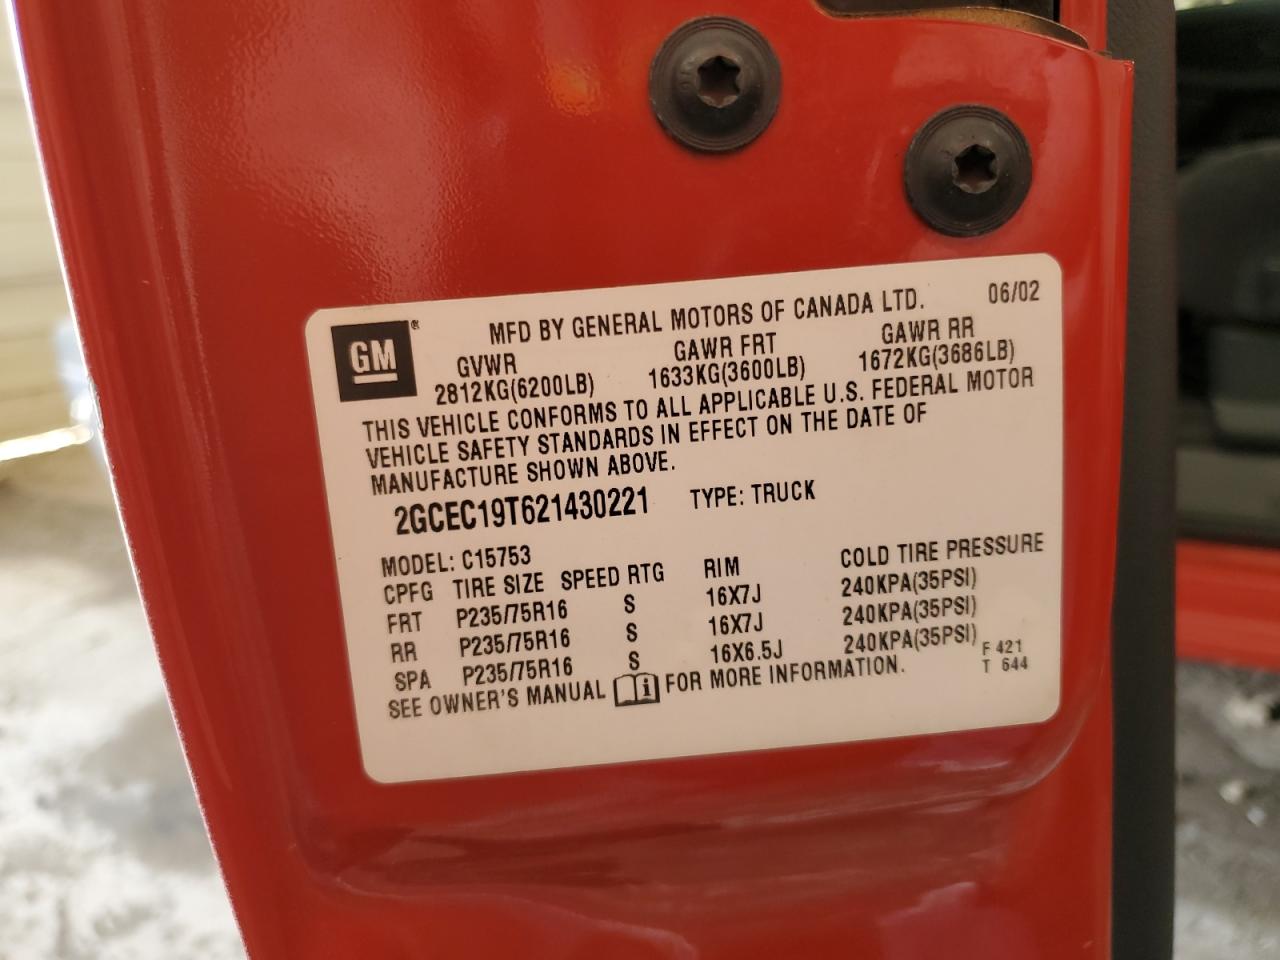 GM®
MFD BY GENERAL MOTORS OF CANADA LTD. 06/02
GVWR GAWR FRT GAWR RR
2812KG(6200LB) 1633KG(3600LB) 1672KG(3686LB)
THIS VEHICLE CONFORMS TO ALL APPLICABLE U.S. FEDERAL MOTOR
VEHICLE SAFETY STANDARDS IN EFFECT ON THE DATE OF
MANUFACTURE SHOWN ABOVE.
2GCEC19T621430221 TYPE: TRUCK
MODEL: C15753
CPFG TIRE SIZE SPEED RTG RIM COLD TIRE PRESSURE
FRT P235/75R16 S 16X7J 240KPA(35PSI)
RR P235/75R16 S 16X7J 240KPA(35PSI)
SPA P235/75R16 S 16X6.5J 240KPA(35PSI) F 421
SEE OWNER'S MANUAL i FOR MORE INFORMATION. T 644